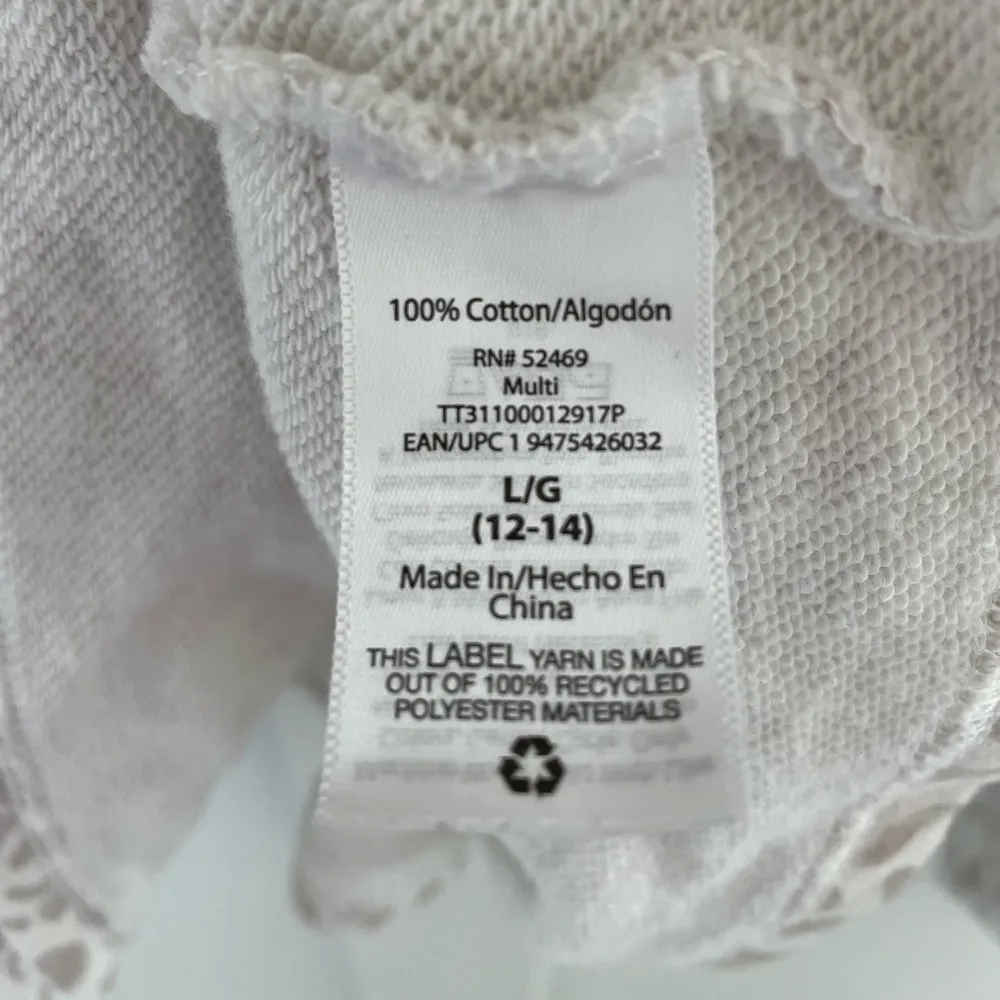 100% Cotton/Algodón
RN# 52469
Multi
TT31100012917P
EAN/UPC 1 9475426032
L/G
(12-14)
Made In/Hecho En
China
THIS LABEL YARN IS MADE
OUT OF 100% RECYCLED
POLYESTER MATERIALS